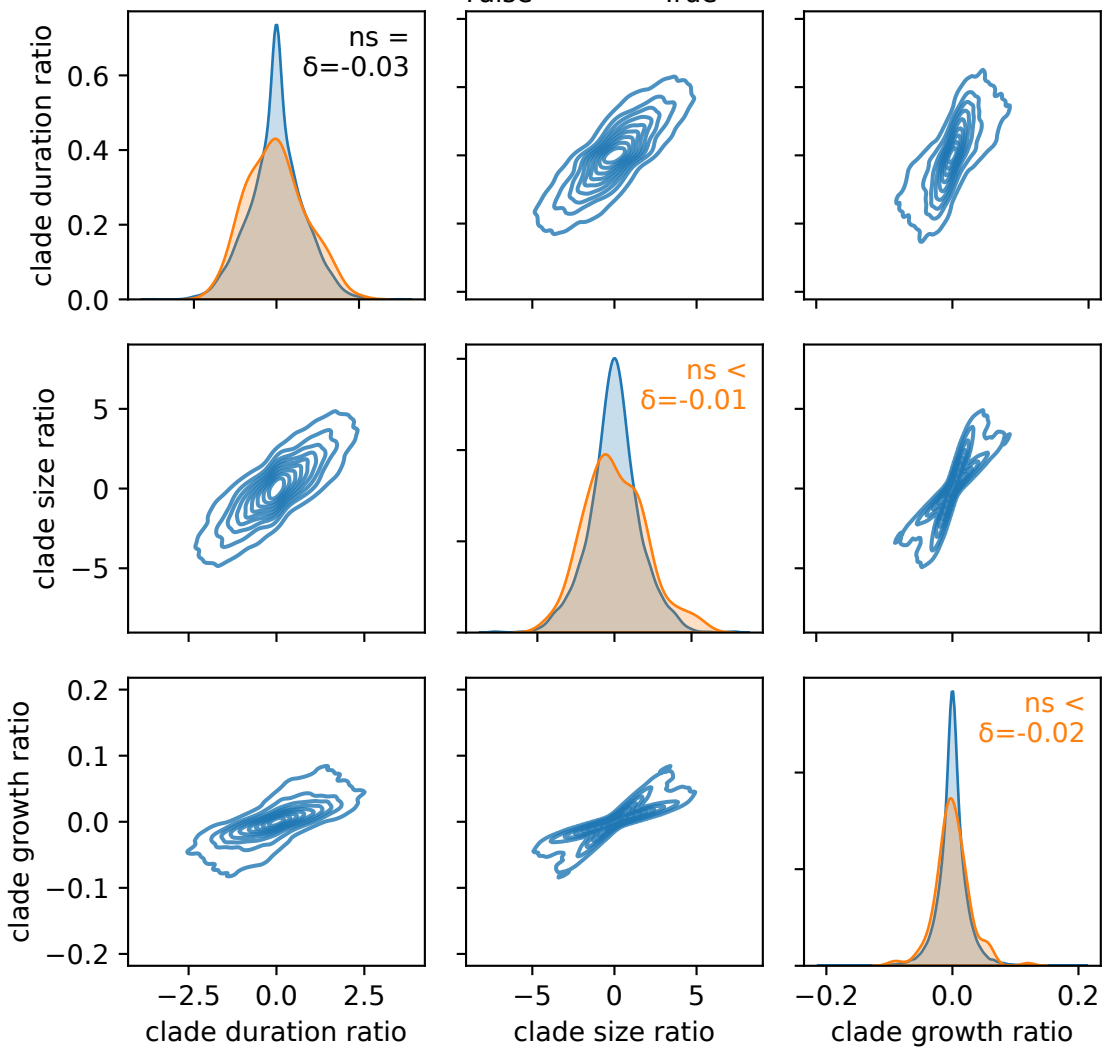 clade duration ratio
0.6
0.4
0.2
0.0
ns =
δ=-0.03
clade size ratio
5
0
−5
ns <
δ=-0.01
clade growth ratio
0.2
0.1
0.0
−0.1
−0.2
ns <
δ=-0.02
−2.5 0.0 2.5
clade duration ratio
−5 0 5
clade size ratio
−0.2 0.0 0.2
clade growth ratio